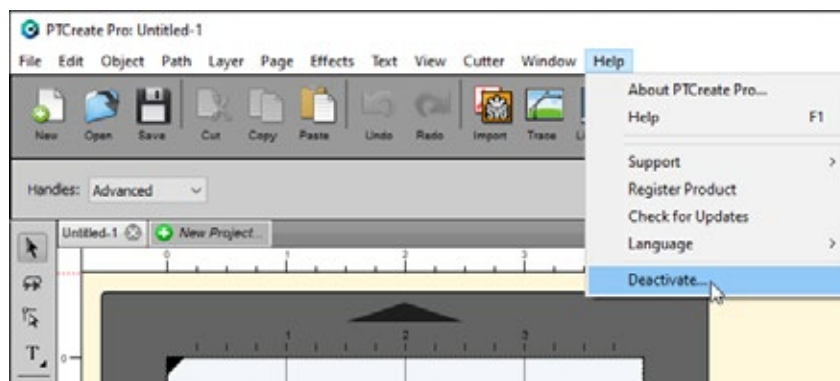 PTCreate Pro: Untitled-1
File Edit Object Path Layer Page Effects Text View Cutter Window Help
New Open Save Cut Copy Paste Undo Redo Import Trace
SVG
About PTCreate Pro...
Help F1
Support
Register Product
Check for Updates
Language
Deactivate...
Handles: Advanced
Untitled-1 New Project...
0 1 2 3
1 2 3
T
0